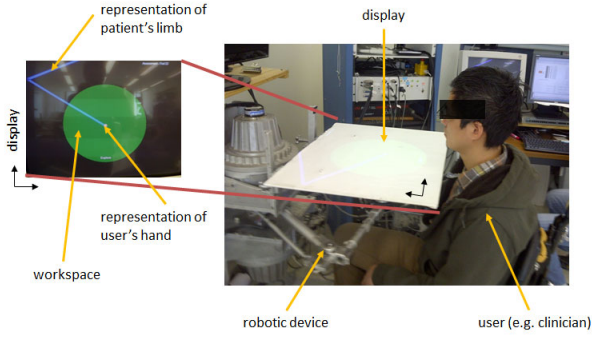 representation of
patient's limb
display
display
representation of
user's hand
workspace
robotic device
user (e.g. clinician)